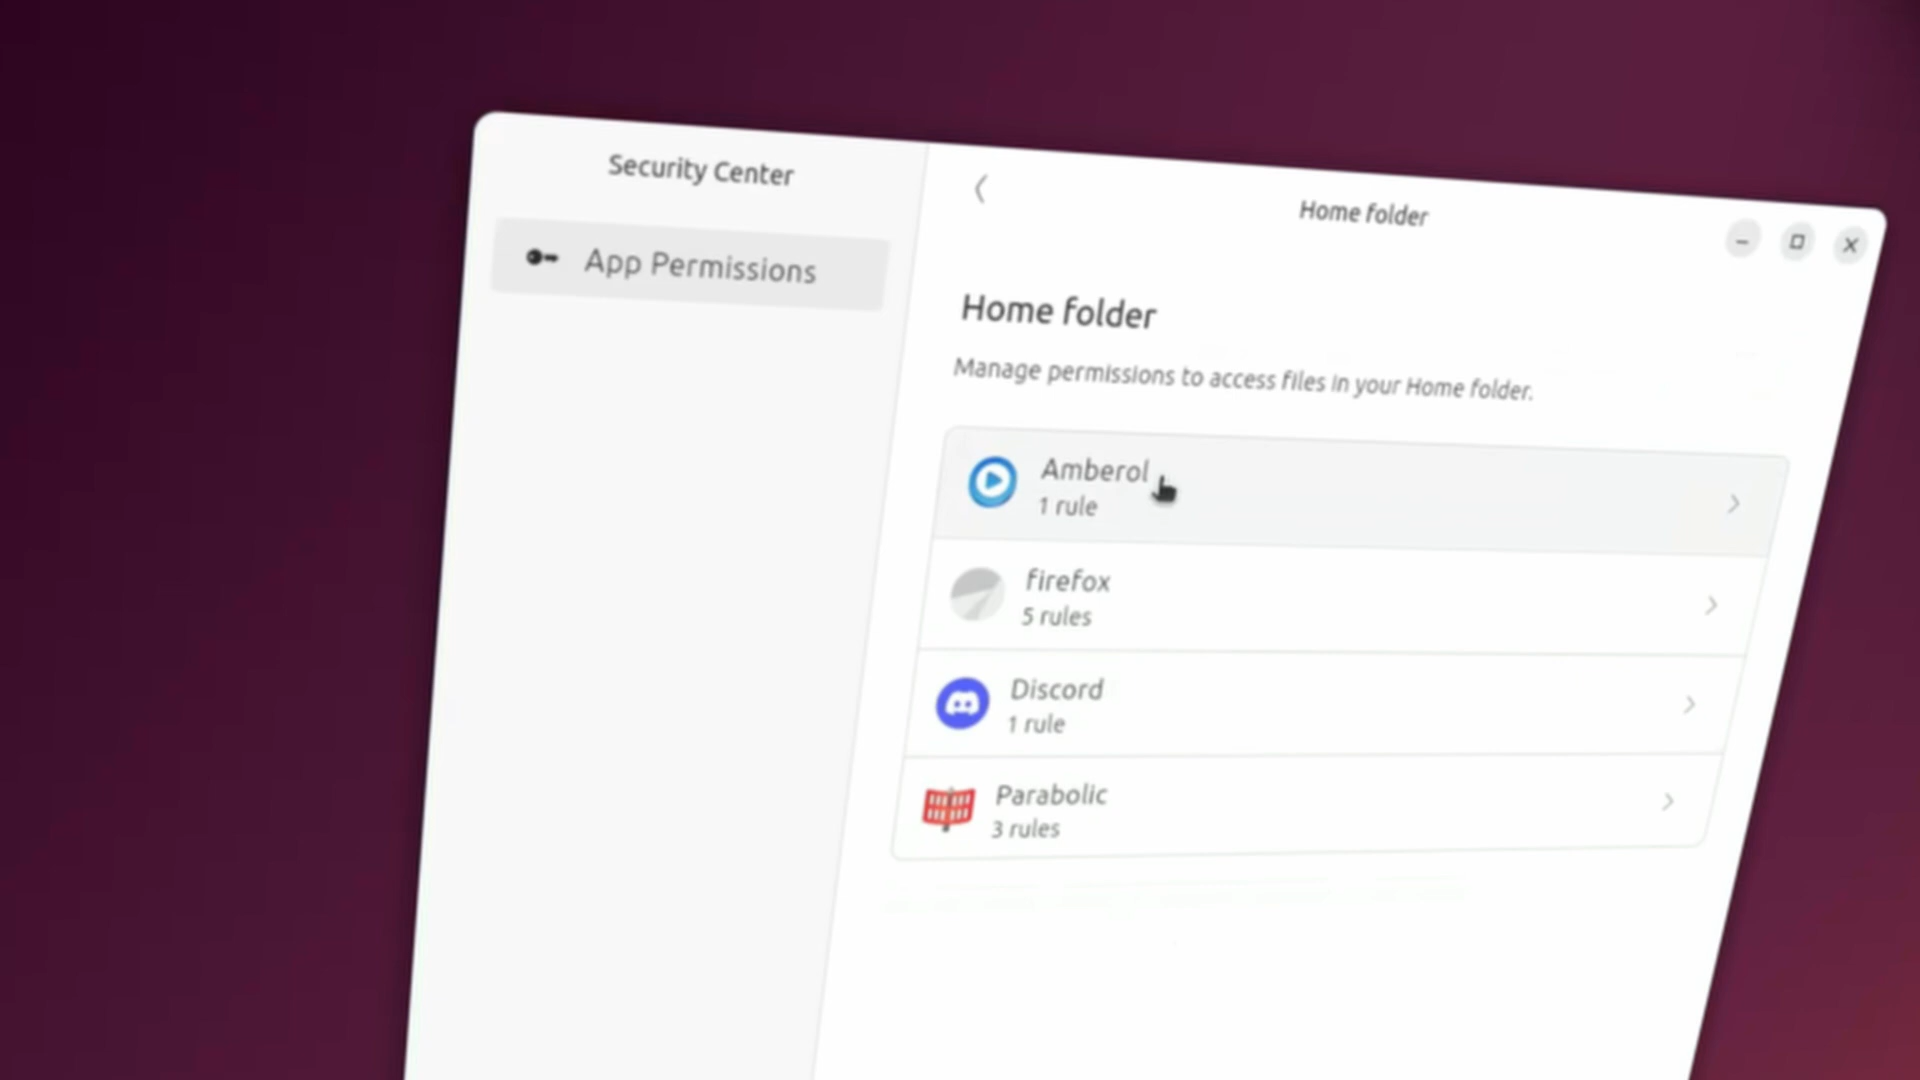 Security Center
App Permissions
Home folder
Home folder
Manage permissions to access files in your Home folder.
Amberol
1 rule
firefox
5 rules
Discord
1 rule
Parabolic
3 rules